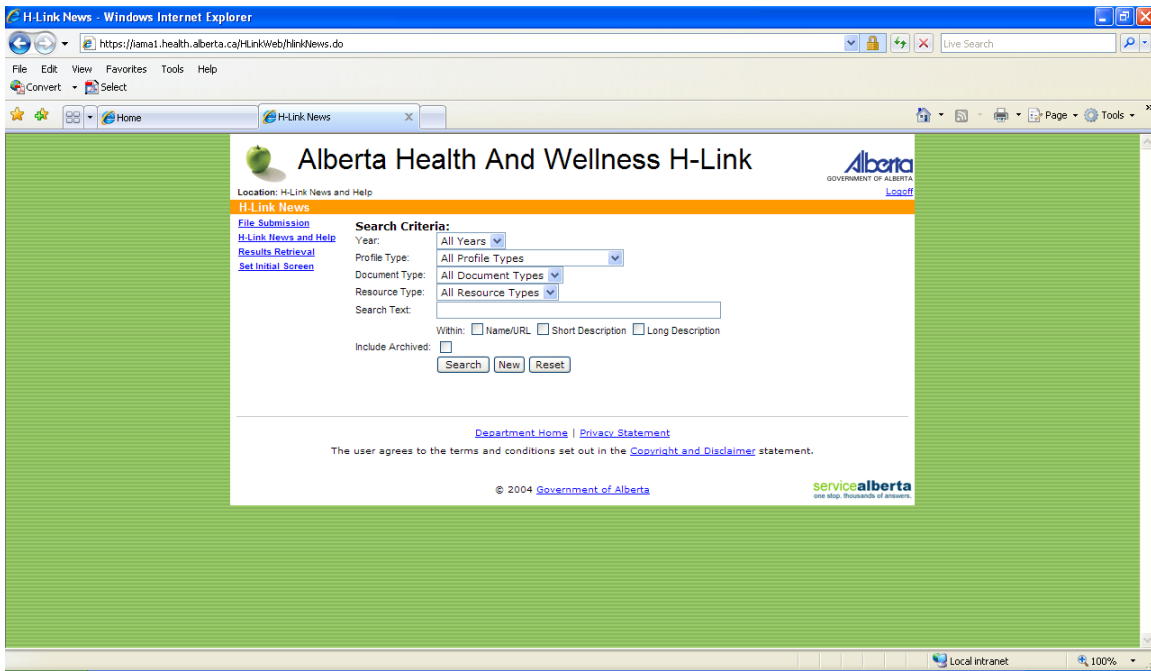 H-Link News - Windows Internet Explorer
https://iama1.health.alberta.ca/HLinkWeb/hlinkNews.do
Live Search
File Edit View Favorites Tools Help
Convert Select
Home H-Link News Page Tools
Alberta Health And Wellness H-Link
Alberta
GOVERNMENT OF ALBERTA
Location: H-Link News and Help Logoff
H-Link News
File Submission
H-Link News and Help
Results Retrieval
Set Initial Screen
Search Criteria:
Year: All Years
Profile Type: All Profile Types
Document Type: All Document Types
Resource Type: All Resource Types
Search Text:
Within: Name/URL Short Description Long Description
Include Archived:
Search New Reset
Department Home | Privacy Statement
The user agrees to the terms and conditions set out in the Copyright and Disclaimer statement.
© 2004 Government of Alberta
servicealberta
one stop. thousands of answers.
Local intranet 100%